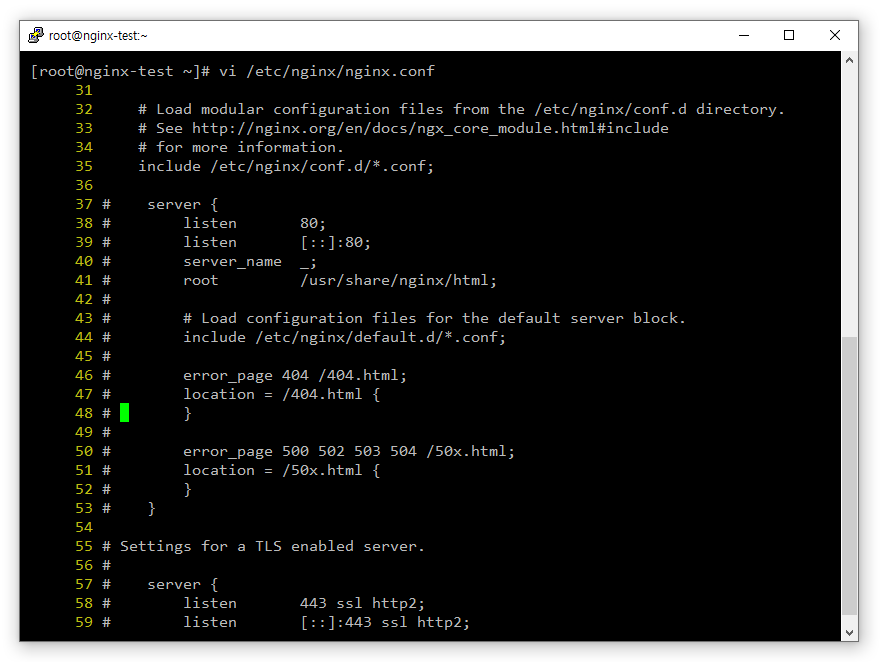 root@nginx-test:~
[root@nginx-test ~]# vi /etc/nginx/nginx.conf
31
32     # Load modular configuration files from the /etc/nginx/conf.d directory.
33     # See http://nginx.org/en/docs/ngx_core_module.html#include
34     # for more information.
35     include /etc/nginx/conf.d/*.conf;
36
37 #    server {
38 #        listen       80;
39 #        listen       [::]:80;
40 #        server_name  _;
41 #        root         /usr/share/nginx/html;
42 #
43 #        # Load configuration files for the default server block.
44 #        include /etc/nginx/default.d/*.conf;
45 #
46 #        error_page 404 /404.html;
47 #        location = /404.html {
48 #        }
49 #
50 #        error_page 500 502 503 504 /50x.html;
51 #        location = /50x.html {
52 #        }
53 #    }
54
55 # Settings for a TLS enabled server.
56 #
57 #    server {
58 #        listen       443 ssl http2;
59 #        listen       [::]:443 ssl http2;